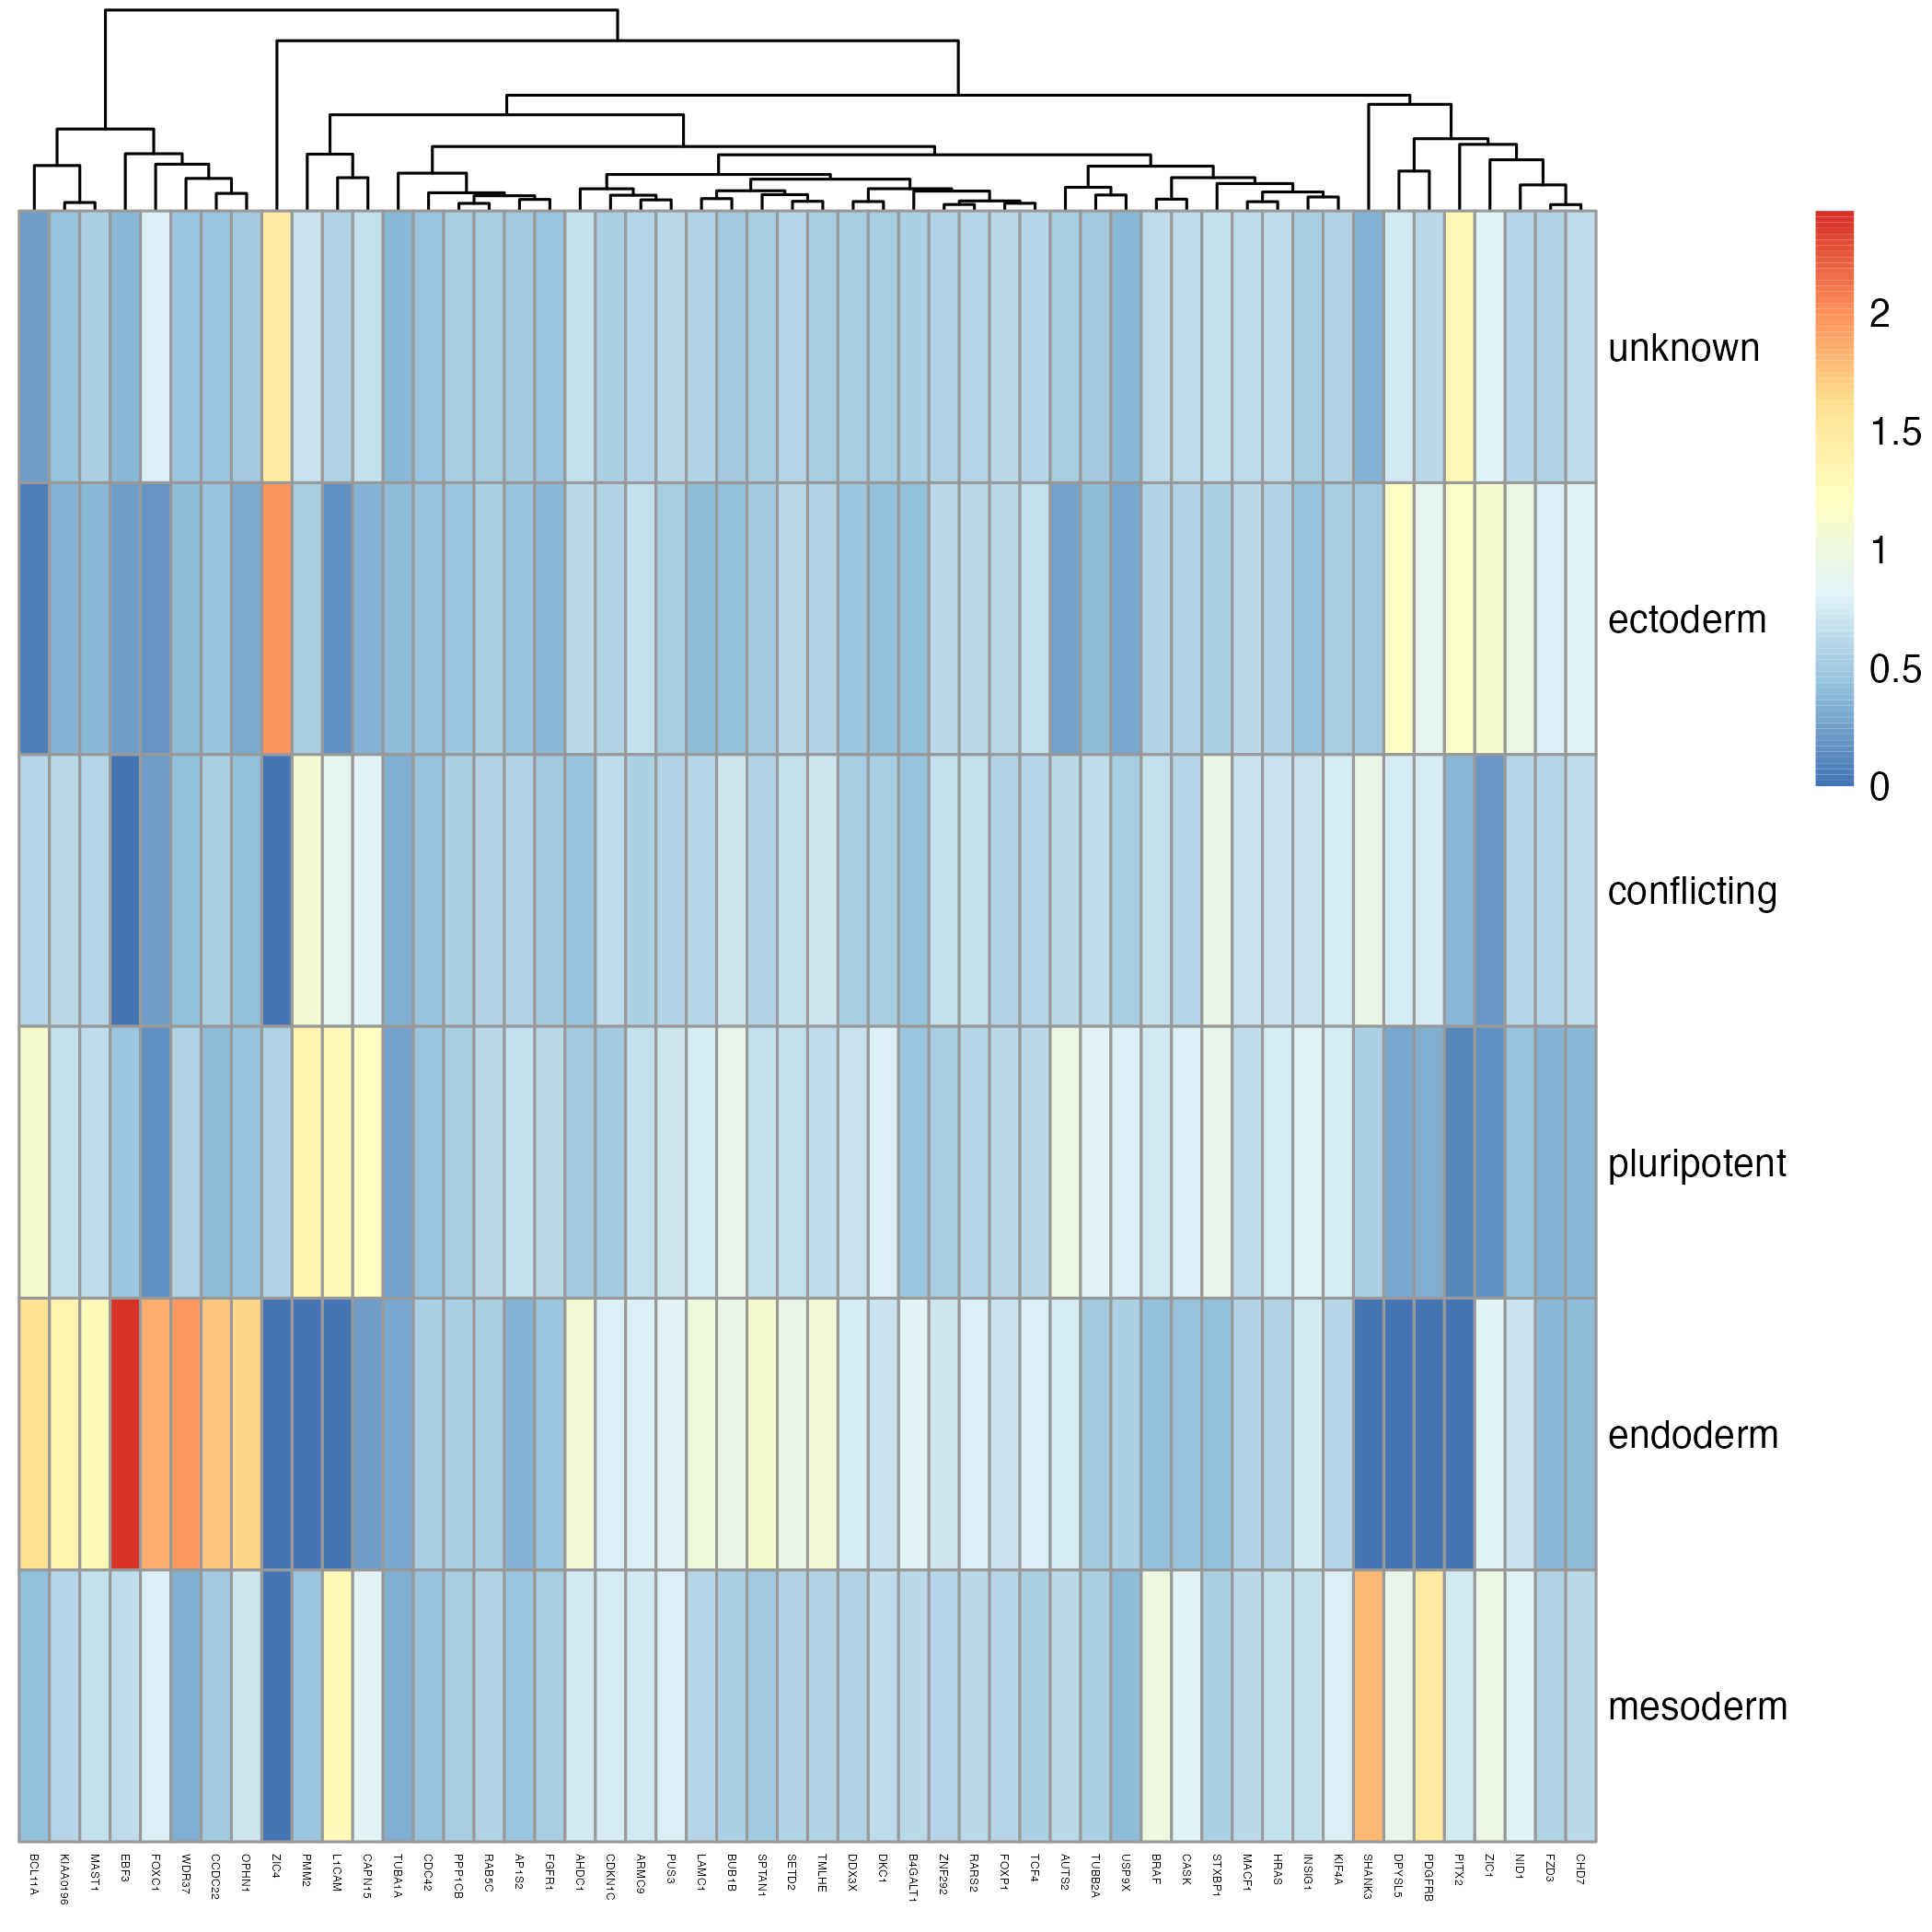 2
1.5
1
0.5
0
unknown
ectoderm
conflicting
pluripotent
endoderm
mesoderm
BCL11A
KIAA0196
MAST1
EBF3
FOXC1
WDR37
CCDC22
OPHN1
ZIC4
PMM2
L1CAM
CAPN15
TUBA1A
CDC42
PPP1CB
RAB5C
AP1S2
FGFR1
AHDC1
CDKN1C
ARMC9
PUS3
LAMC1
BUB1B
SPTAN1
SETD2
TMLHE
DDX3X
DKC1
B4GALT1
ZNF292
RARS2
FOXP1
TCF4
AUTS2
TUBB2A
USP9X
BRAF
CASK
STXBP1
MACF1
HRAS
INSIG1
KIF4A
SHANK3
DPYSL5
PDGFRB
PITX2
ZIC1
NID1
FZD3
CHD7